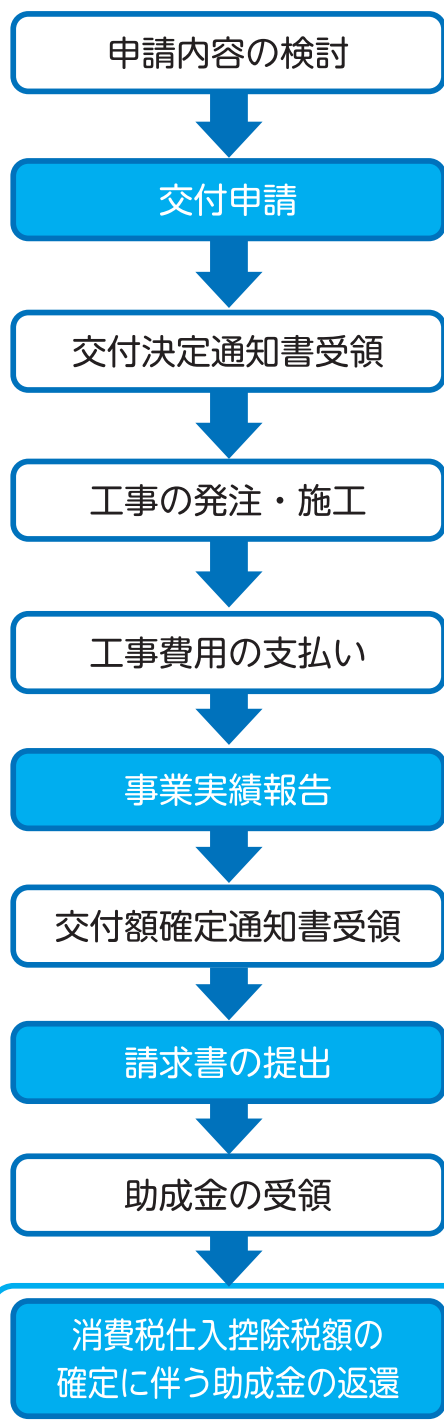 申請内容の検討
交付申請
交付決定通知書受領
工事の発注・施工
工事費用の支払い
事業実績報告
交付額確定通知書受領
請求書の提出
助成金の受領
消費税仕入控除税額の
確定に伴う助成金の返還